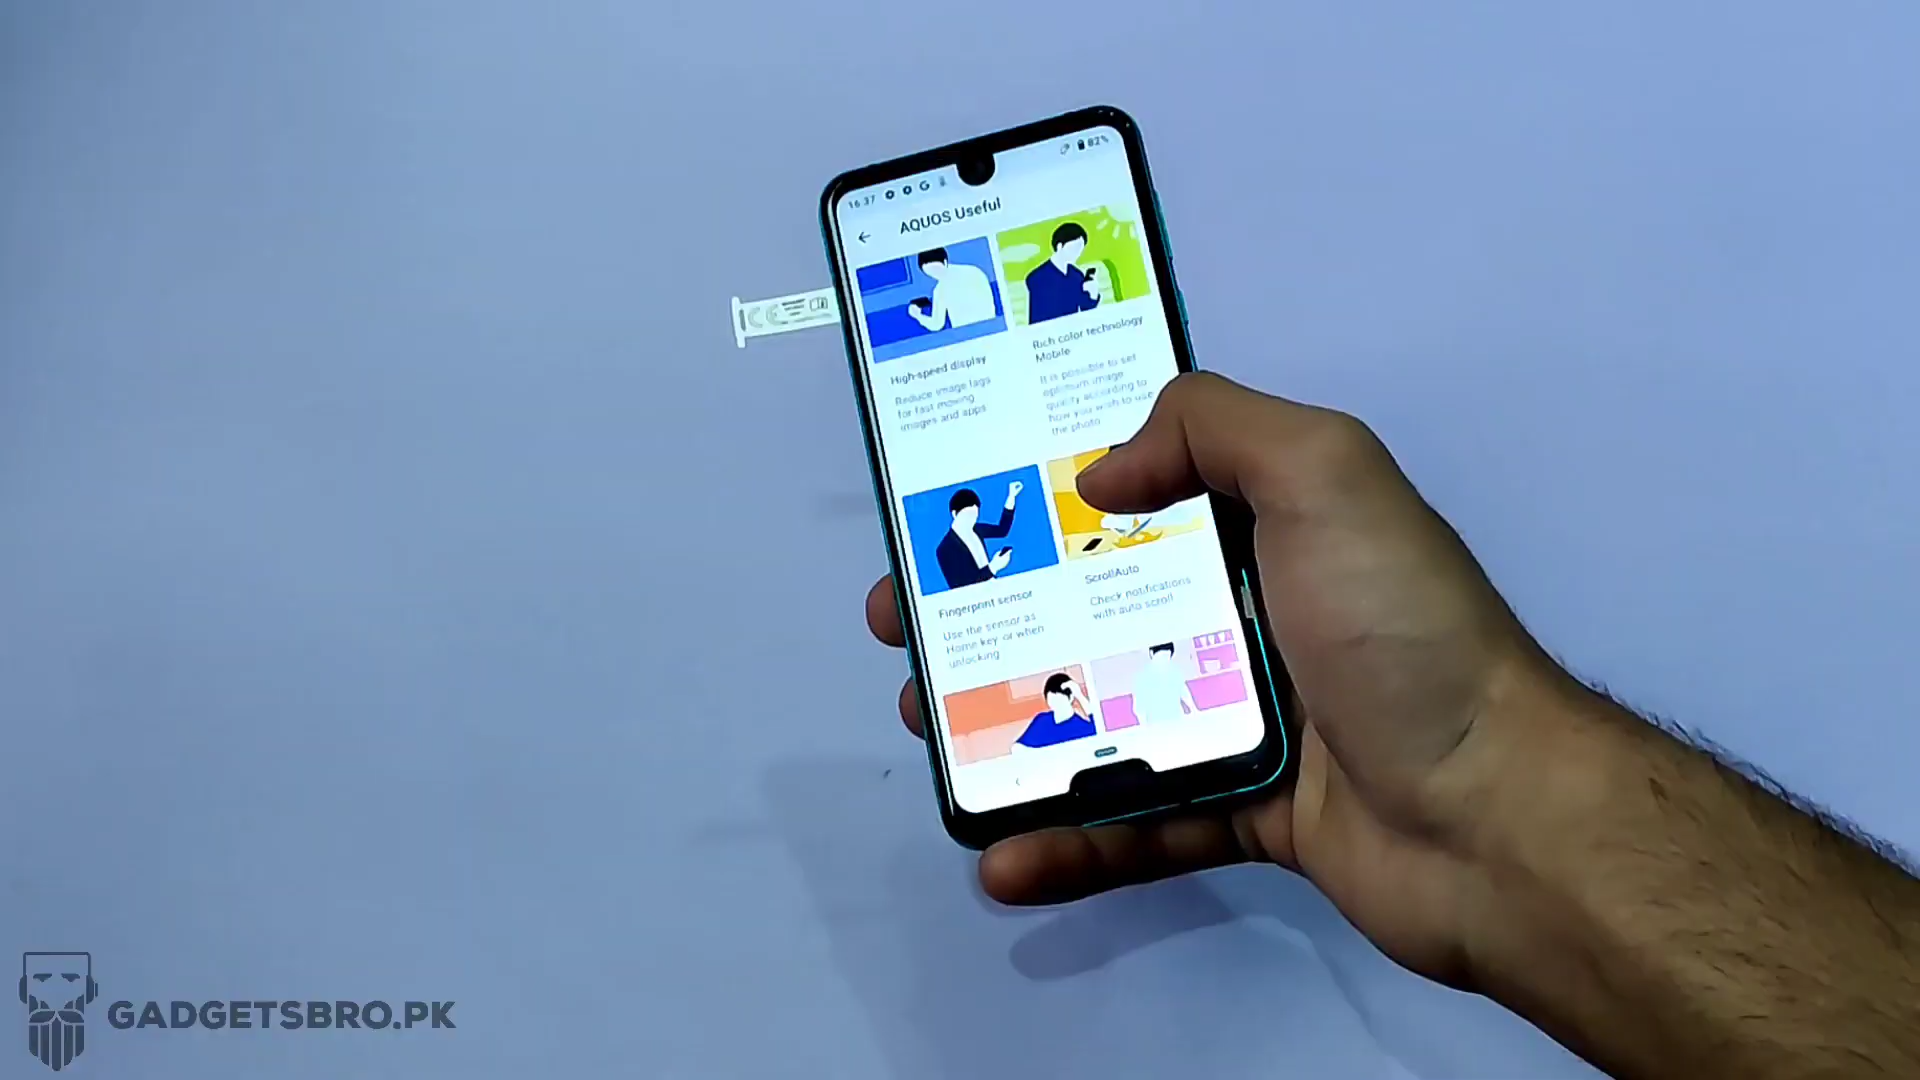 16:37
82%
AQUOS Useful
High-speed display
Reduce image lags
for fast moving
images and apps
Rich color technology
Mobile
It is possible to set
optimum image
quality according to
how you wish to use
the photo
Fingerprint sensor
Use the sensor as
Home key or when
unlocking
ScrollAuto
Check notifications
with auto scroll
GADGETSBRO.PK